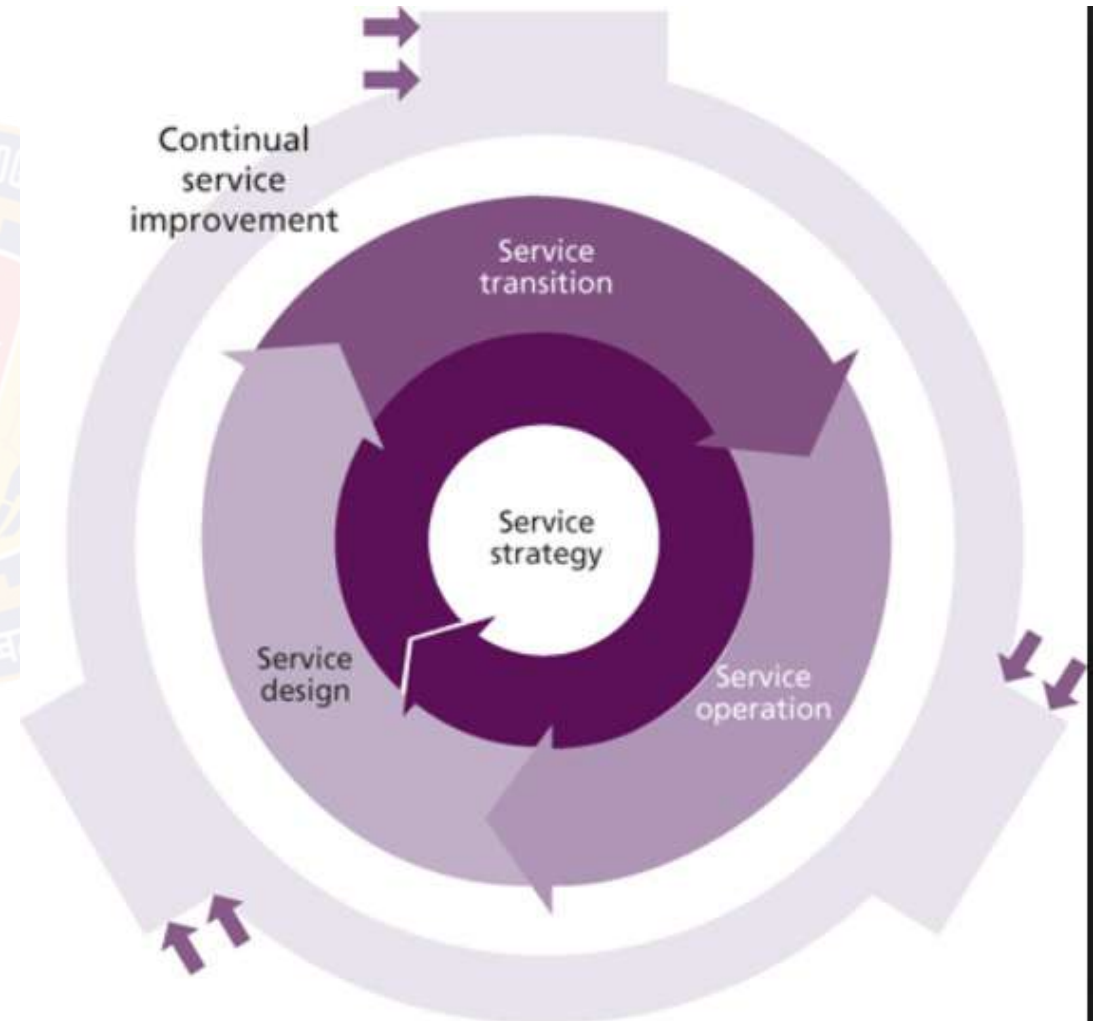 Continual
service
improvement
Service
transition
Service
strategy
Service
design
Service
operation